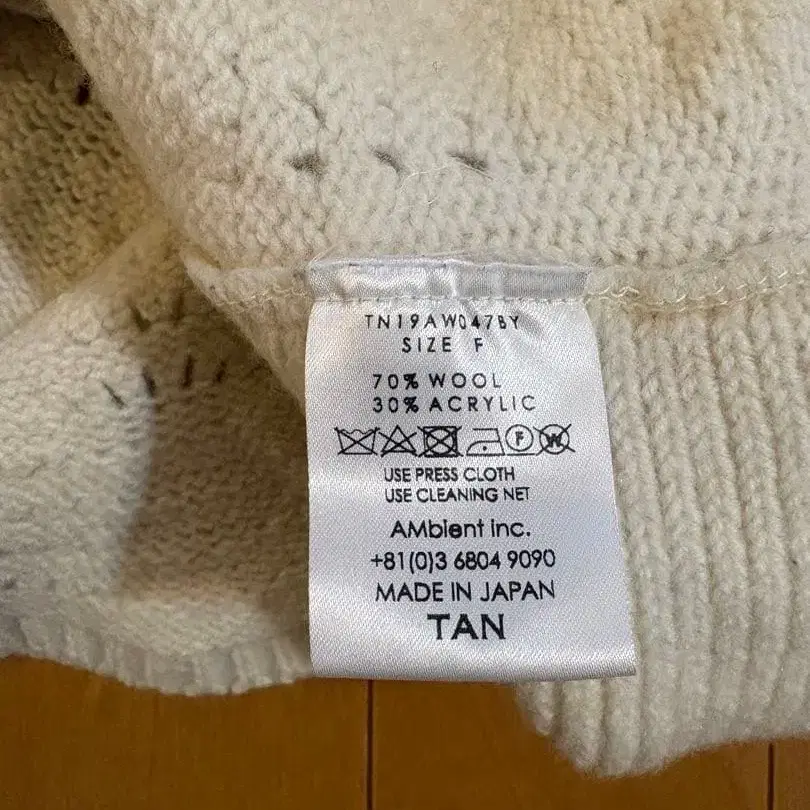 TN19AW047BY
SIZE F
70% WOOL
30% ACRYLIC
F W
USE PRESS CLOTH
USE CLEANING NET
AMbient inc.
+81(0)3 6804 9090
MADE IN JAPAN
TAN